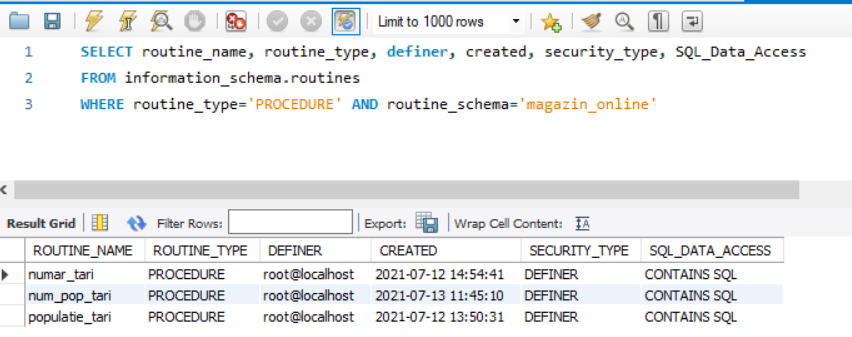 Limit to 1000 rows
1 SELECT routine_name, routine_type, definer, created, security_type, SQL_Data_Access
2 FROM information_schema.routines
3 WHERE routine_type='PROCEDURE' AND routine_schema='magazin_online'
Result Grid Filter Rows: Export: Wrap Cell Content:
ROUTINE_NAME ROUTINE_TYPE DEFINER CREATED SECURITY_TYPE SQL_DATA_ACCESS
numar_tari PROCEDURE root@localhost 2021-07-12 14:54:41 DEFINER CONTAINS SQL
num_pop_tari PROCEDURE root@localhost 2021-07-13 11:45:10 DEFINER CONTAINS SQL
populatie_tari PROCEDURE root@localhost 2021-07-12 13:50:31 DEFINER CONTAINS SQL